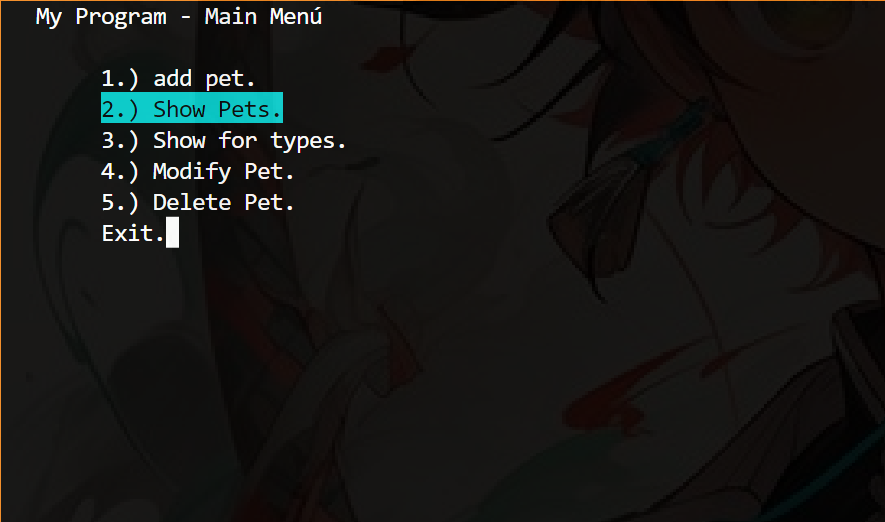 My Program - Main Menú
1.) add pet.
2.) Show Pets.
3.) Show for types.
4.) Modify Pet.
5.) Delete Pet.
Exit.